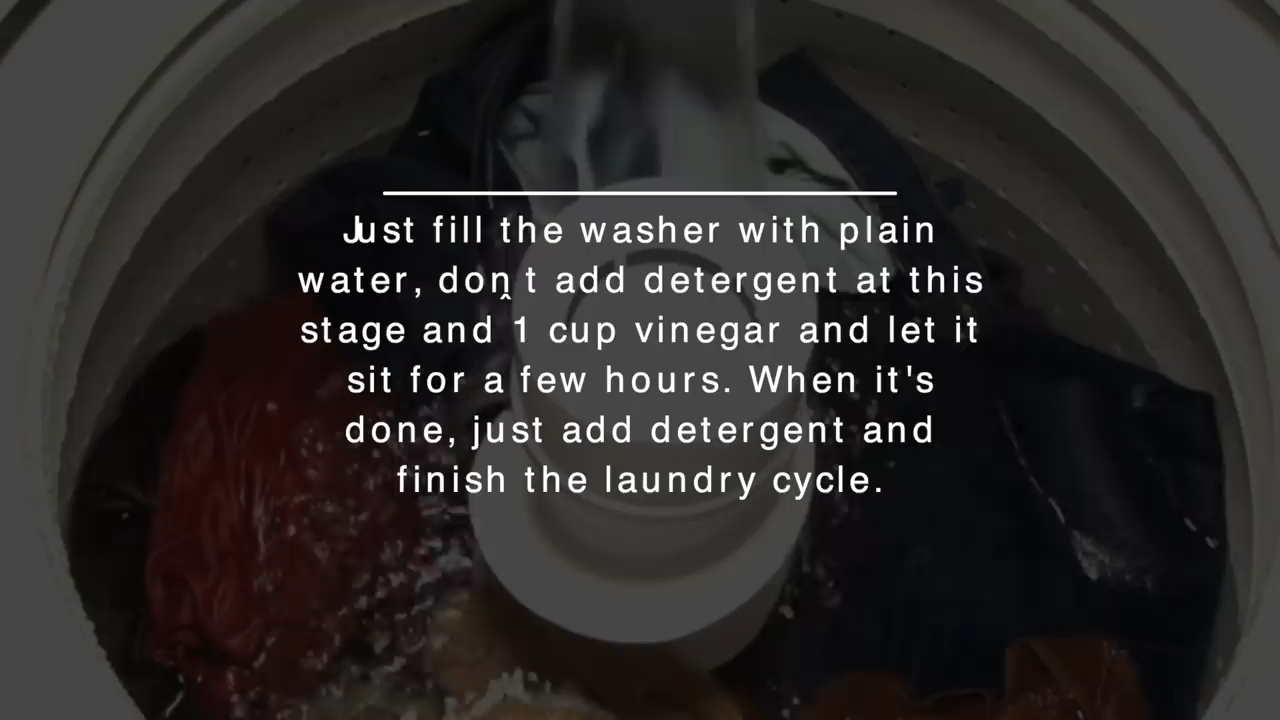 Just fill the washer with plain
water, don‸t add detergent at this
stage and 1 cup vinegar and let it
sit for a few hours. When it's
done, just add detergent and
finish the laundry cycle.